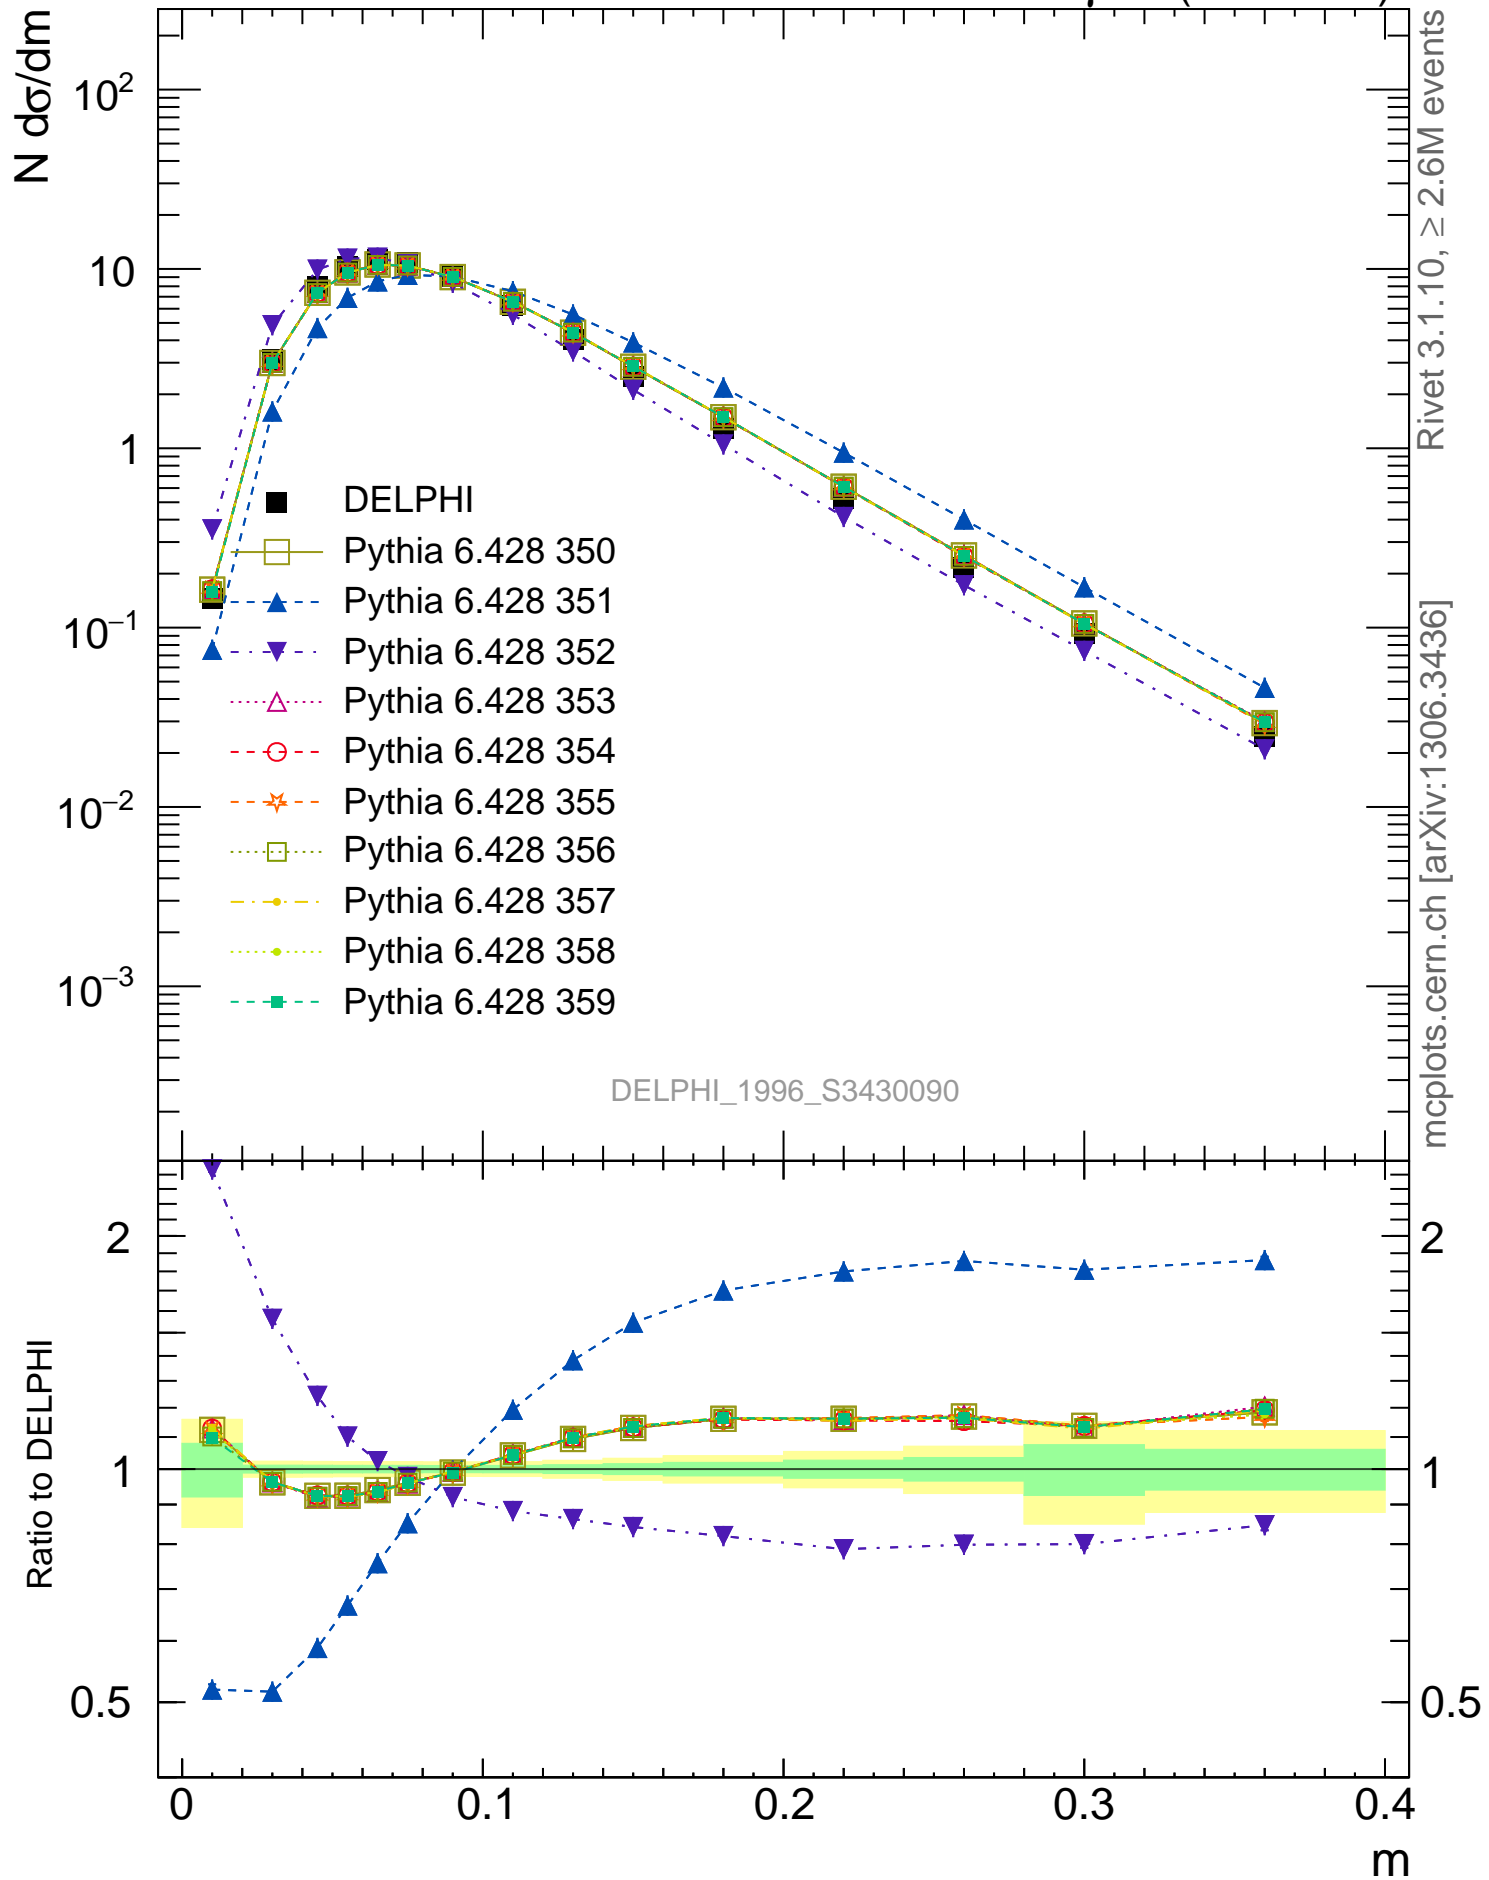 N dσ/dm
10²
10
1
10⁻¹
10⁻²
10⁻³
DELPHI
Pythia 6.428 350
Pythia 6.428 351
Pythia 6.428 352
Pythia 6.428 353
Pythia 6.428 354
Pythia 6.428 355
Pythia 6.428 356
Pythia 6.428 357
Pythia 6.428 358
Pythia 6.428 359
DELPHI_1996_S3430090
Rivet 3.1.10, ≥ 2.6M events
mcplots.cern.ch [arXiv:1306.3436]
Ratio to DELPHI
2
1
0.5
2
1
0.5
0
0.1
0.2
0.3
0.4
m